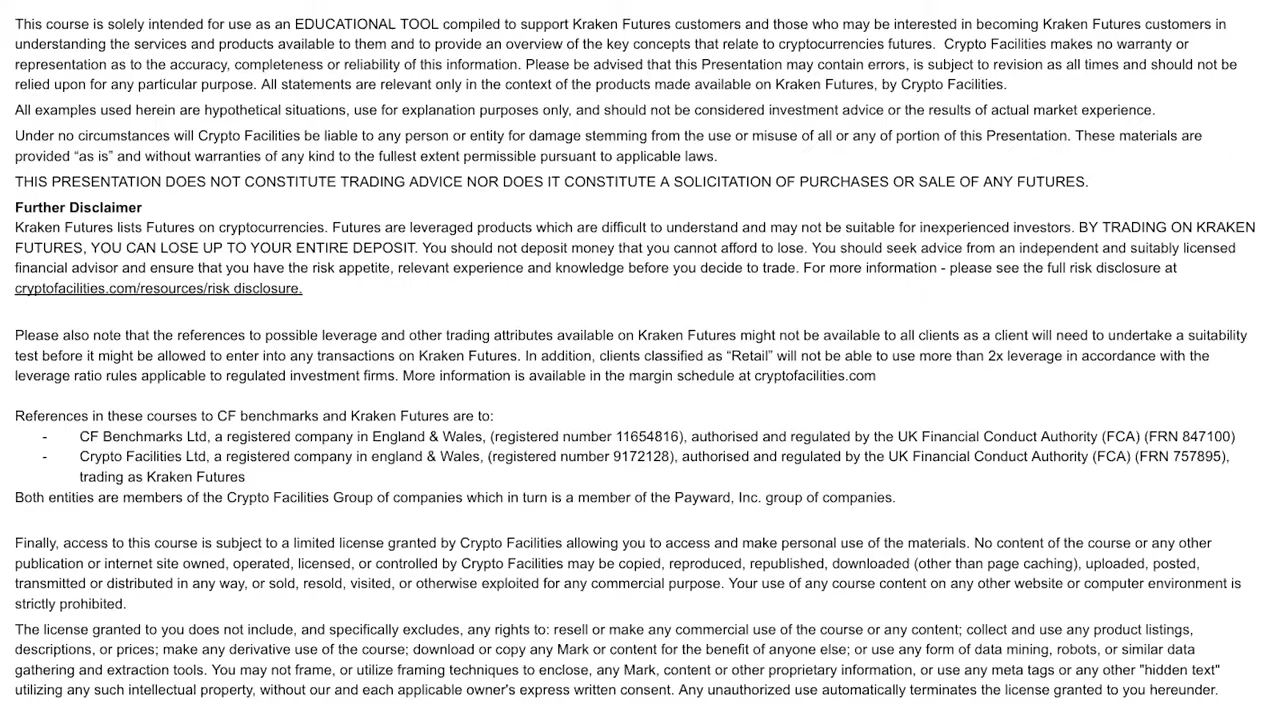 This course is solely intended for use as an EDUCATIONAL TOOL compiled to support Kraken Futures customers and those who may be interested in becoming Kraken Futures customers in
understanding the services and products available to them and to provide an overview of the key concepts that relate to cryptocurrencies futures.  Crypto Facilities makes no warranty or
representation as to the accuracy, completeness or reliability of this information. Please be advised that this Presentation may contain errors, is subject to revision as all times and should not be
relied upon for any particular purpose. All statements are relevant only in the context of the products made available on Kraken Futures, by Crypto Facilities.
All examples used herein are hypothetical situations, use for explanation purposes only, and should not be considered investment advice or the results of actual market experience.
Under no circumstances will Crypto Facilities be liable to any person or entity for damage stemming from the use or misuse of all or any of portion of this Presentation. These materials are
provided “as is” and without warranties of any kind to the fullest extent permissible pursuant to applicable laws.
THIS PRESENTATION DOES NOT CONSTITUTE TRADING ADVICE NOR DOES IT CONSTITUTE A SOLICITATION OF PURCHASES OR SALE OF ANY FUTURES.
Further Disclaimer
Kraken Futures lists Futures on cryptocurrencies. Futures are leveraged products which are difficult to understand and may not be suitable for inexperienced investors. BY TRADING ON KRAKEN
FUTURES, YOU CAN LOSE UP TO YOUR ENTIRE DEPOSIT. You should not deposit money that you cannot afford to lose. You should seek advice from an independent and suitably licensed
financial advisor and ensure that you have the risk appetite, relevant experience and knowledge before you decide to trade. For more information - please see the full risk disclosure at
cryptofacilities.com/resources/risk disclosure.
Please also note that the references to possible leverage and other trading attributes available on Kraken Futures might not be available to all clients as a client will need to undertake a suitability
test before it might be allowed to enter into any transactions on Kraken Futures. In addition, clients classified as “Retail” will not be able to use more than 2x leverage in accordance with the
leverage ratio rules applicable to regulated investment firms. More information is available in the margin schedule at cryptofacilities.com
References in these courses to CF benchmarks and Kraken Futures are to:
- CF Benchmarks Ltd, a registered company in England & Wales, (registered number 11654816), authorised and regulated by the UK Financial Conduct Authority (FCA) (FRN 847100)
- Crypto Facilities Ltd, a registered company in england & Wales, (registered number 9172128), authorised and regulated by the UK Financial Conduct Authority (FCA) (FRN 757895),
trading as Kraken Futures
Both entities are members of the Crypto Facilities Group of companies which in turn is a member of the Payward, Inc. group of companies.
Finally, access to this course is subject to a limited license granted by Crypto Facilities allowing you to access and make personal use of the materials. No content of the course or any other
publication or internet site owned, operated, licensed, or controlled by Crypto Facilities may be copied, reproduced, republished, downloaded (other than page caching), uploaded, posted,
transmitted or distributed in any way, or sold, resold, visited, or otherwise exploited for any commercial purpose. Your use of any course content on any other website or computer environment is
strictly prohibited.
The license granted to you does not include, and specifically excludes, any rights to: resell or make any commercial use of the course or any content; collect and use any product listings,
descriptions, or prices; make any derivative use of the course; download or copy any Mark or content for the benefit of anyone else; or use any form of data mining, robots, or similar data
gathering and extraction tools. You may not frame, or utilize framing techniques to enclose, any Mark, content or other proprietary information, or use any meta tags or any other "hidden text"
utilizing any such intellectual property, without our and each applicable owner's express written consent. Any unauthorized use automatically terminates the license granted to you hereunder.